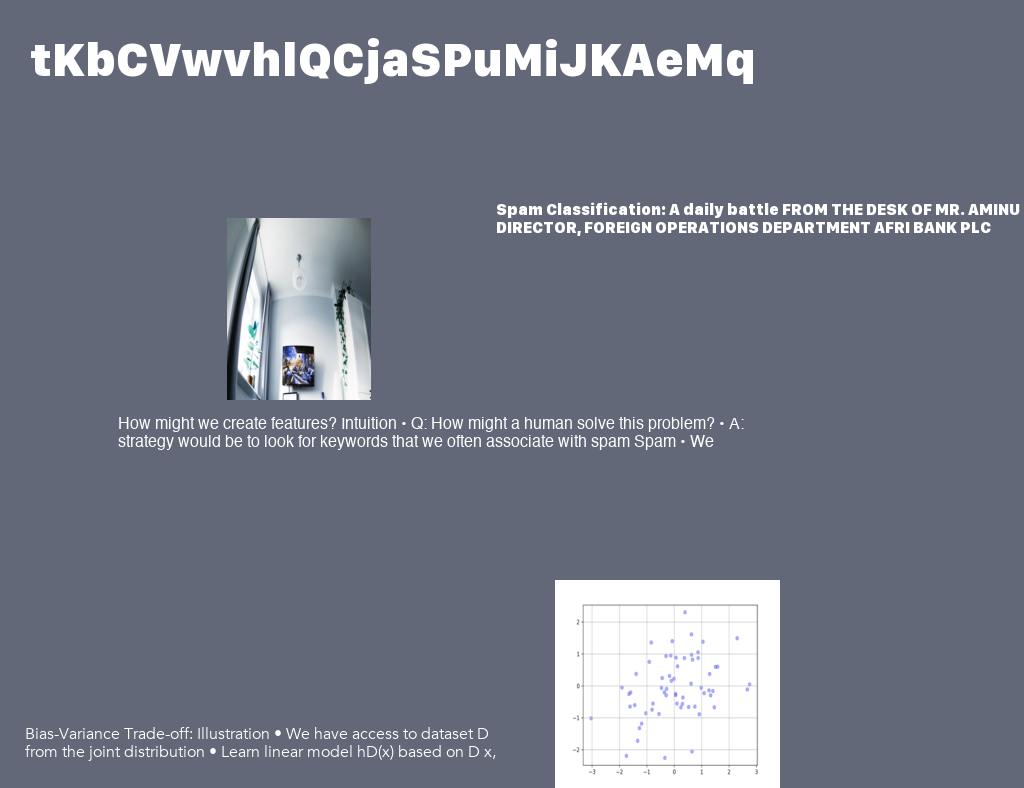 tKbCVwvhlQCjaSPuMiJKAeMq
Spam Classification: A daily battle FROM THE DESK OF MR. AMINU
DIRECTOR, FOREIGN OPERATIONS DEPARTMENT AFRI BANK PLC
How might we create features? Intuition • Q: How might a human solve this problem? • A:
strategy would be to look for keywords that we often associate with spam Spam • We
2
1
0
−1
−2
−3 −2 −1 0 1 2 3
Bias-Variance Trade-off: Illustration • We have access to dataset D
from the joint distribution • Learn linear model hD(x) based on D x,